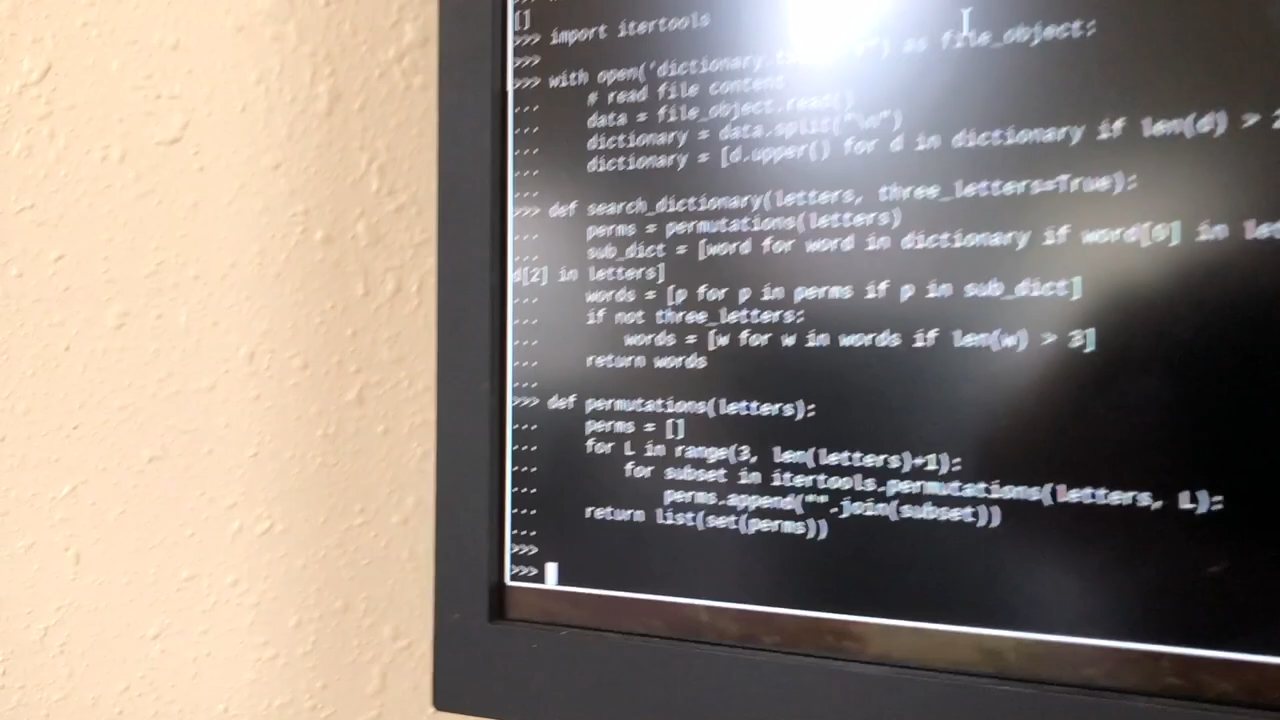 []
>>> import itertools
>>>
>>> with open('dictionary. ") as file_object:
... # read file content
... data = file_object.read()
... dictionary = data.split("\n")
... dictionary = [d.upper() for d in dictionary if len(d) >
...
>>> def search_dictionary(letters, three_letters=True):
... perms = permutations(letters)
... sub_dict = [word for word in dictionary if word[0] in
d[2] in letters]
... words = [p for p in perms if p in sub_dict]
... if not three_letters:
... words = [w for w in words if len(w) > 3]
... return words
...
>>> def permutations(letters):
... perms = []
... for L in range(3, len(letters)+1):
... for subset in itertools.permutations(letters, L):
... perms.append("".join(subset))
... return list(set(perms))
...
>>>
>>>